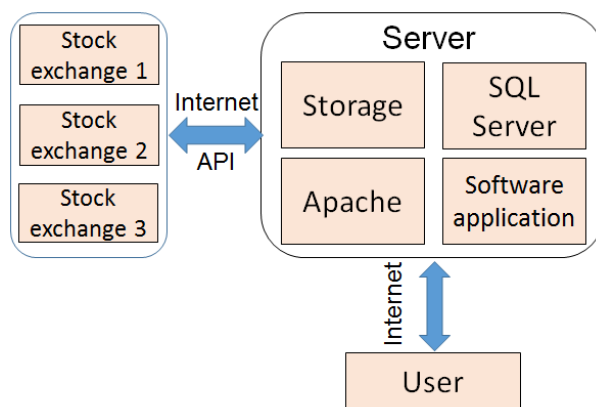 Stock
exchange 1
Stock
exchange 2
Stock
exchange 3
Internet
API
Server
Storage
SQL
Server
Apache
Software
application
Internet
User